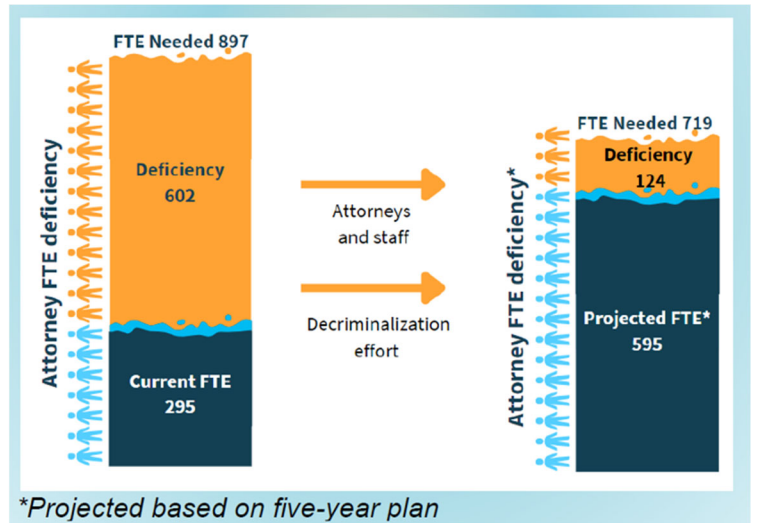 FTE Needed 897
Attorney FTE deficiency
Deficiency
602
Current FTE
295
Attorneys
and staff
Decriminalization
effort
FTE Needed 719
Attorney FTE deficiency*
Deficiency
124
Projected FTE*
595
*Projected based on five-year plan